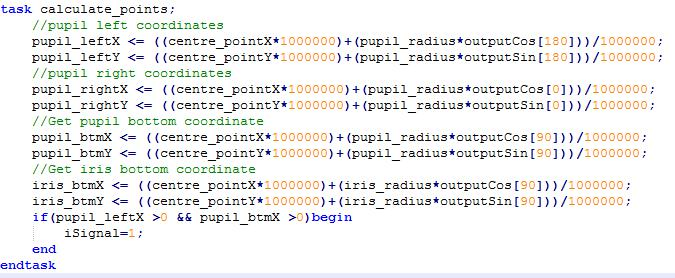 task calculate_points;
//pupil left coordinates
pupil_leftX <= ((centre_pointX*1000000)+(pupil_radius*outputCos[180]))/1000000;
pupil_leftY <= ((centre_pointY*1000000)+(pupil_radius*outputSin[180]))/1000000;
//pupil right coordinates
pupil_rightX <= ((centre_pointX*1000000)+(pupil_radius*outputCos[0]))/1000000;
pupil_rightY <= ((centre_pointY*1000000)+(pupil_radius*outputSin[0]))/1000000;
//Get pupil bottom coordinate
pupil_btmX <= ((centre_pointX*1000000)+(pupil_radius*outputCos[90]))/1000000;
pupil_btmY <= ((centre_pointY*1000000)+(pupil_radius*outputSin[90]))/1000000;
//Get iris bottom coordinate
iris_btmX <= ((centre_pointX*1000000)+(iris_radius*outputCos[90]))/1000000;
iris_btmY <= ((centre_pointY*1000000)+(iris_radius*outputSin[90]))/1000000;
if(pupil_leftX >0 && pupil_btmX >0)begin
iSignal=1;
end
endtask